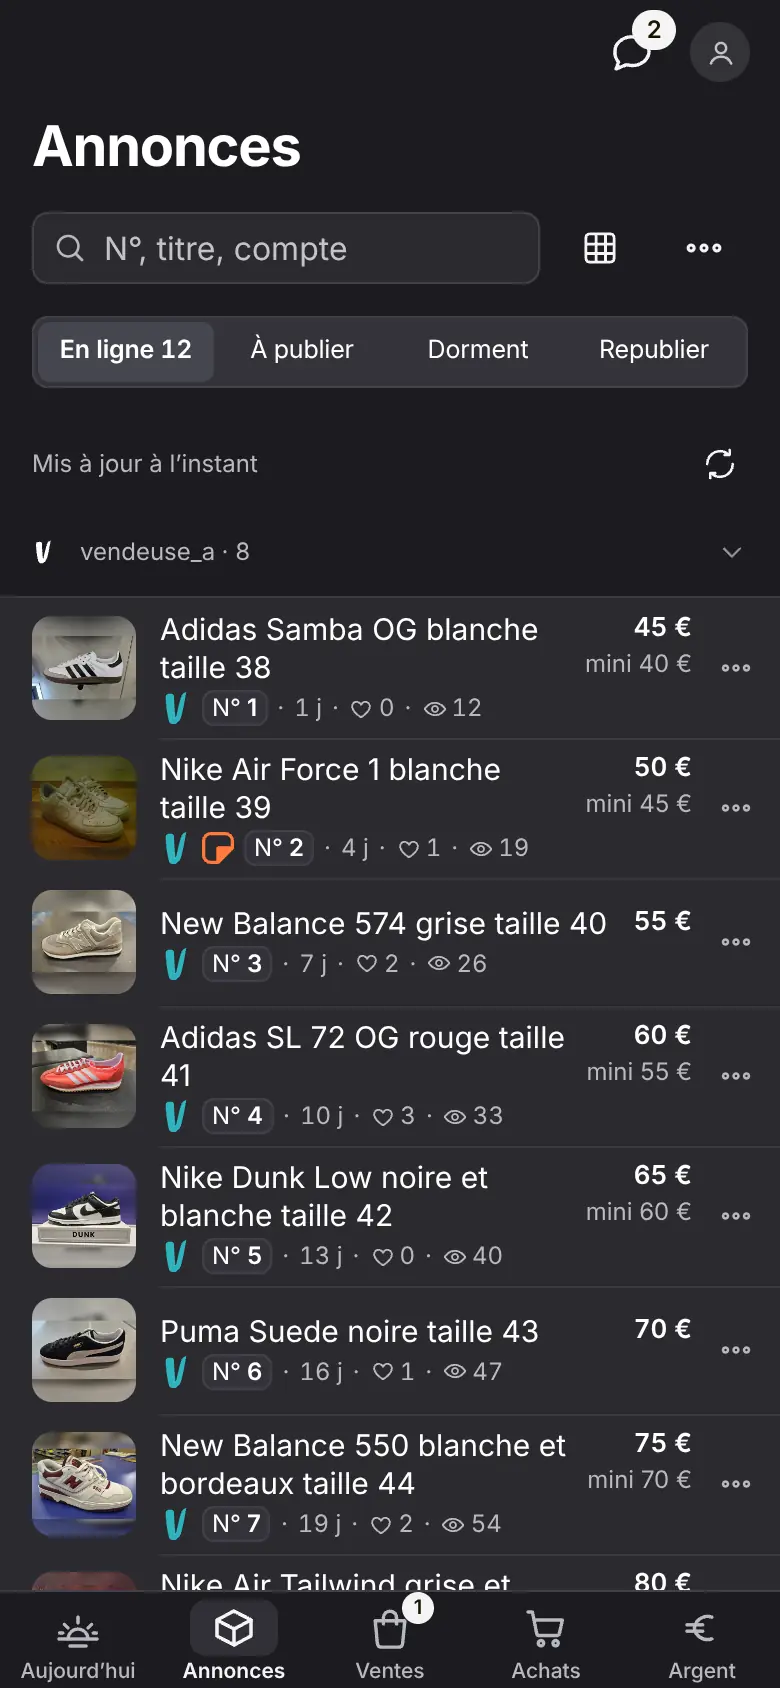 2
Annonces
N°, titre, compte
En ligne 12
À publier
Dorment
Republier
Mis à jour à l’instant
vendeuse_a · 8
Adidas Samba OG blanche
taille 38
45 €
mini 40 €
N° 1 · 1 j · 0 · 12
Nike Air Force 1 blanche
taille 39
50 €
mini 45 €
N° 2 · 4 j · 1 · 19
New Balance 574 grise taille 40
55 €
N° 3 · 7 j · 2 · 26
Adidas SL 72 OG rouge taille
41
60 €
mini 55 €
N° 4 · 10 j · 3 · 33
DUNK
Nike Dunk Low noire et
blanche taille 42
65 €
mini 60 €
N° 5 · 13 j · 0 · 40
Puma Suede noire taille 43
70 €
N° 6 · 16 j · 1 · 47
New Balance 550 blanche et
bordeaux taille 44
75 €
mini 70 €
N° 7 · 19 j · 2 · 54
Nike Air Tailwind grise et
80 €
1
Aujourd’hui
Annonces
Ventes
Achats
Argent